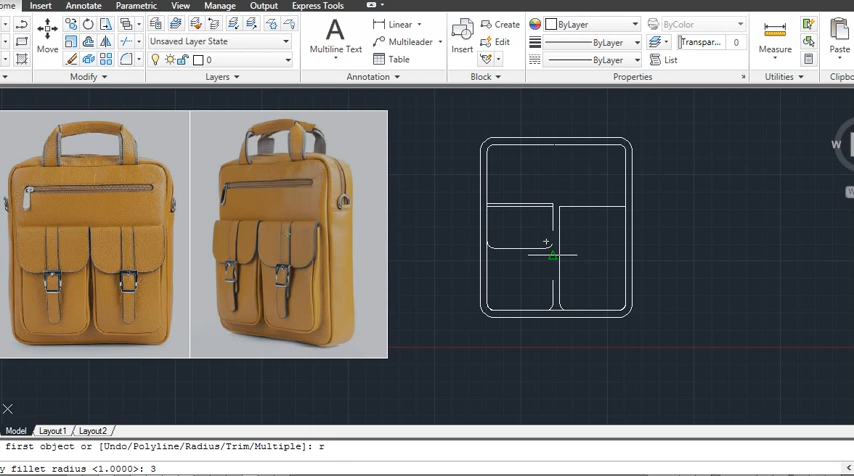 ome Insert Annotate Parametric View Manage Output Express Tools
Move
Modify
Unsaved Layer State
0
Layers
A
Multiline Text
Linear
Multileader
Table
Annotation
Insert
Create
Edit
Block
ByLayer
ByLayer
ByLayer
ByColor
Transpar... 0
List
Properties
Measure
Utilities
Paste
Clipb
W
Model Layout1 Layout2
first object or [Undo/Polyline/Radius/Trim/Multiple]: r
y fillet radius <1.0000>: 3